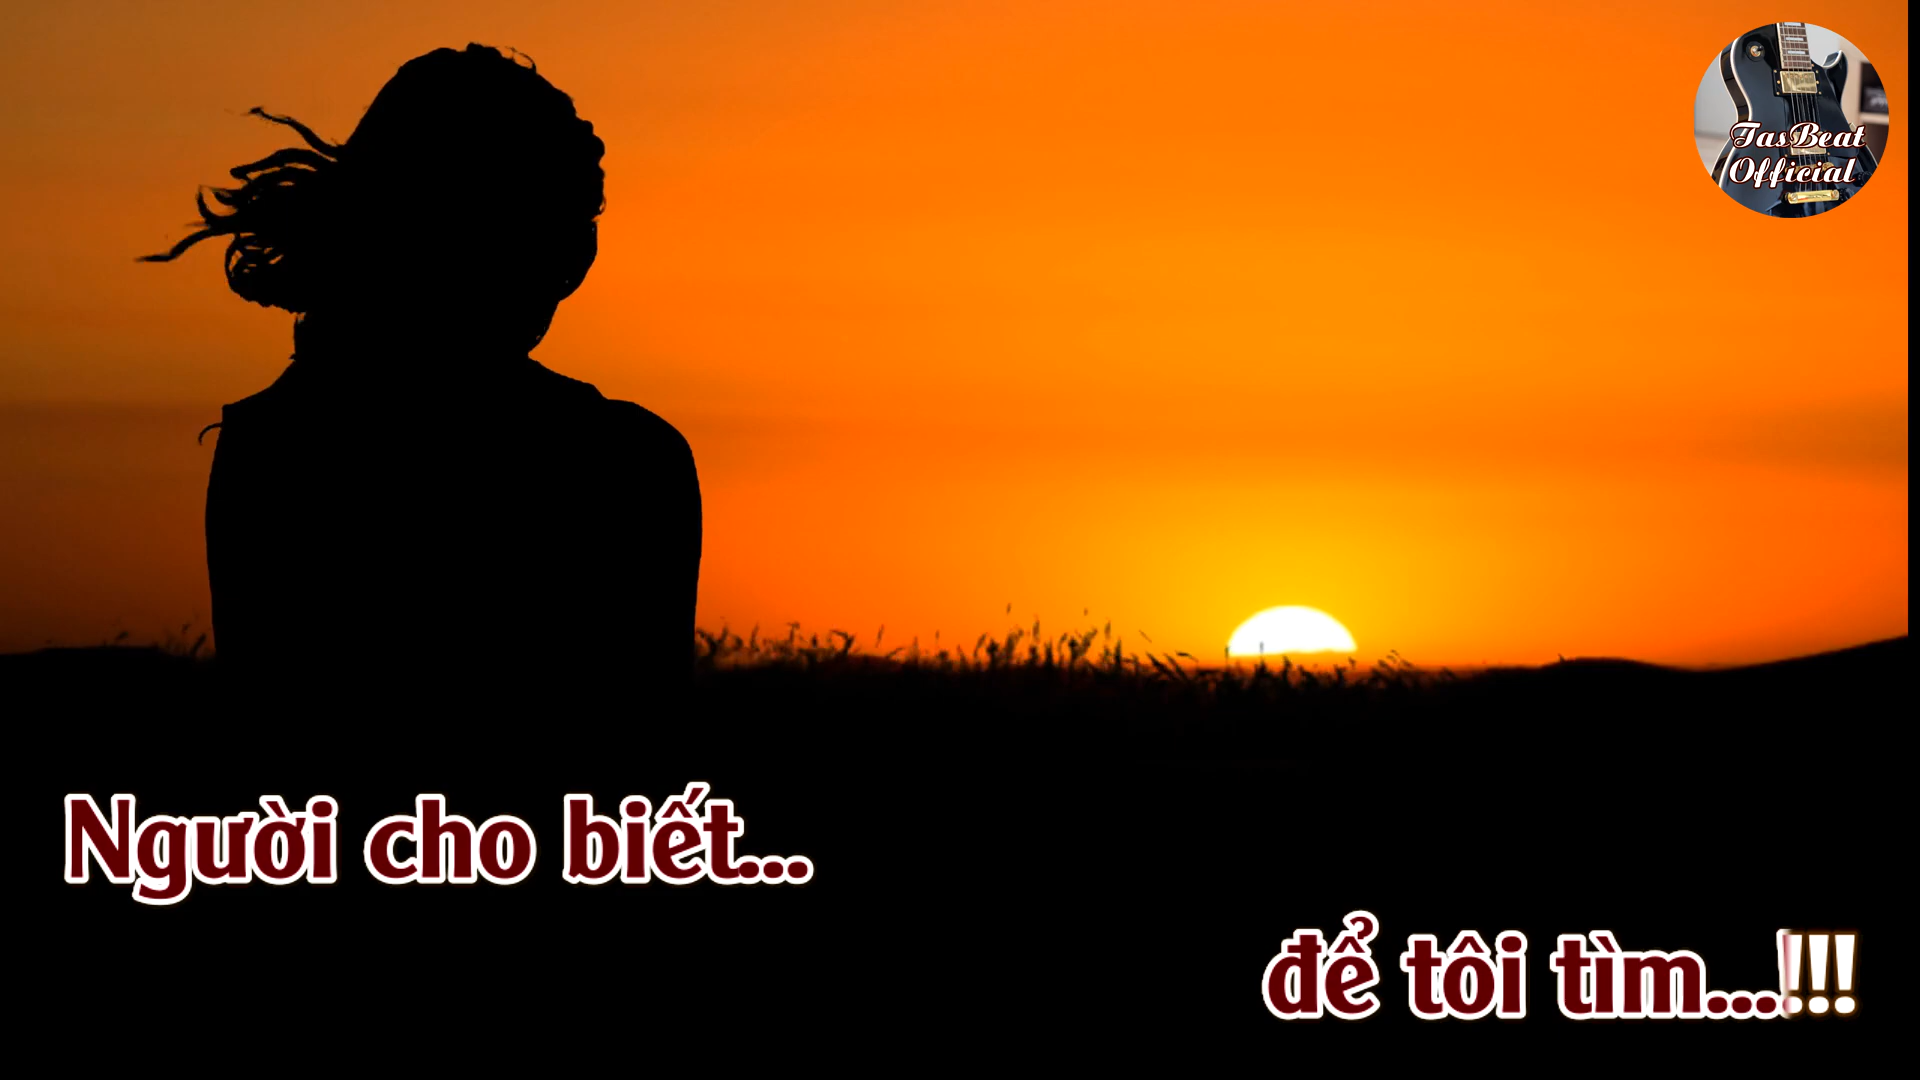 TasBeat
Official
Người cho biết...
để tôi tìm...!!!